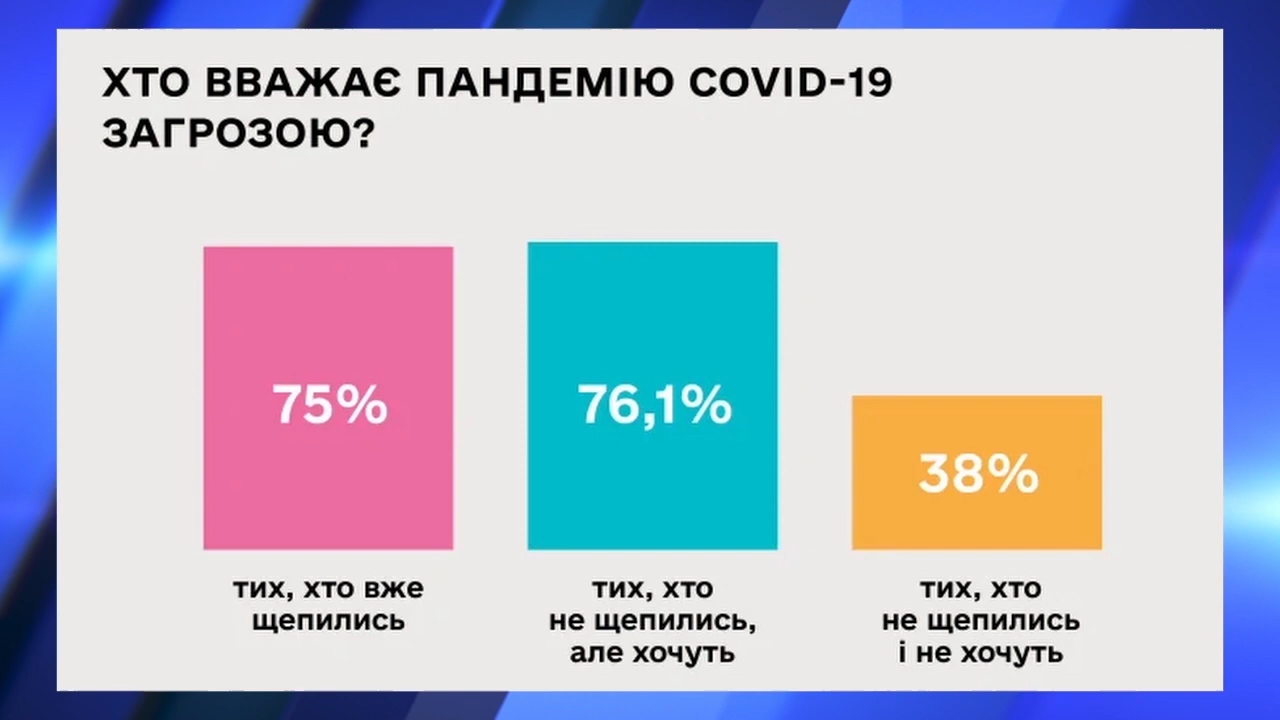 ХТО ВВАЖАЄ ПАНДЕМІЮ COVID-19
ЗАГРОЗОЮ?
75%
76,1%
38%
тих, хто вже
щепились
тих, хто
не щепились,
але хочуть
тих, хто
не щепились
і не хочуть